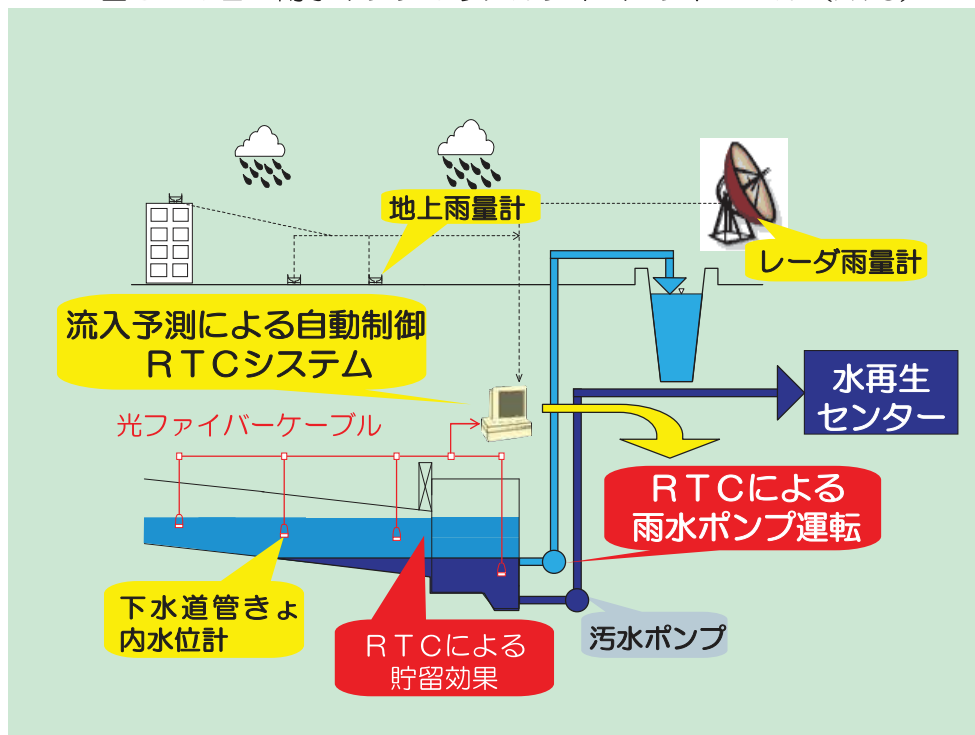 地上雨量計
レーダ雨量計
流入予測による自動制御
ＲＴＣシステム
水再生
センター
光ファイバーケーブル
ＲＴＣによる
雨水ポンプ運転
下水道管きょ
内水位計
ＲＴＣによる
貯留効果
汚水ポンプ